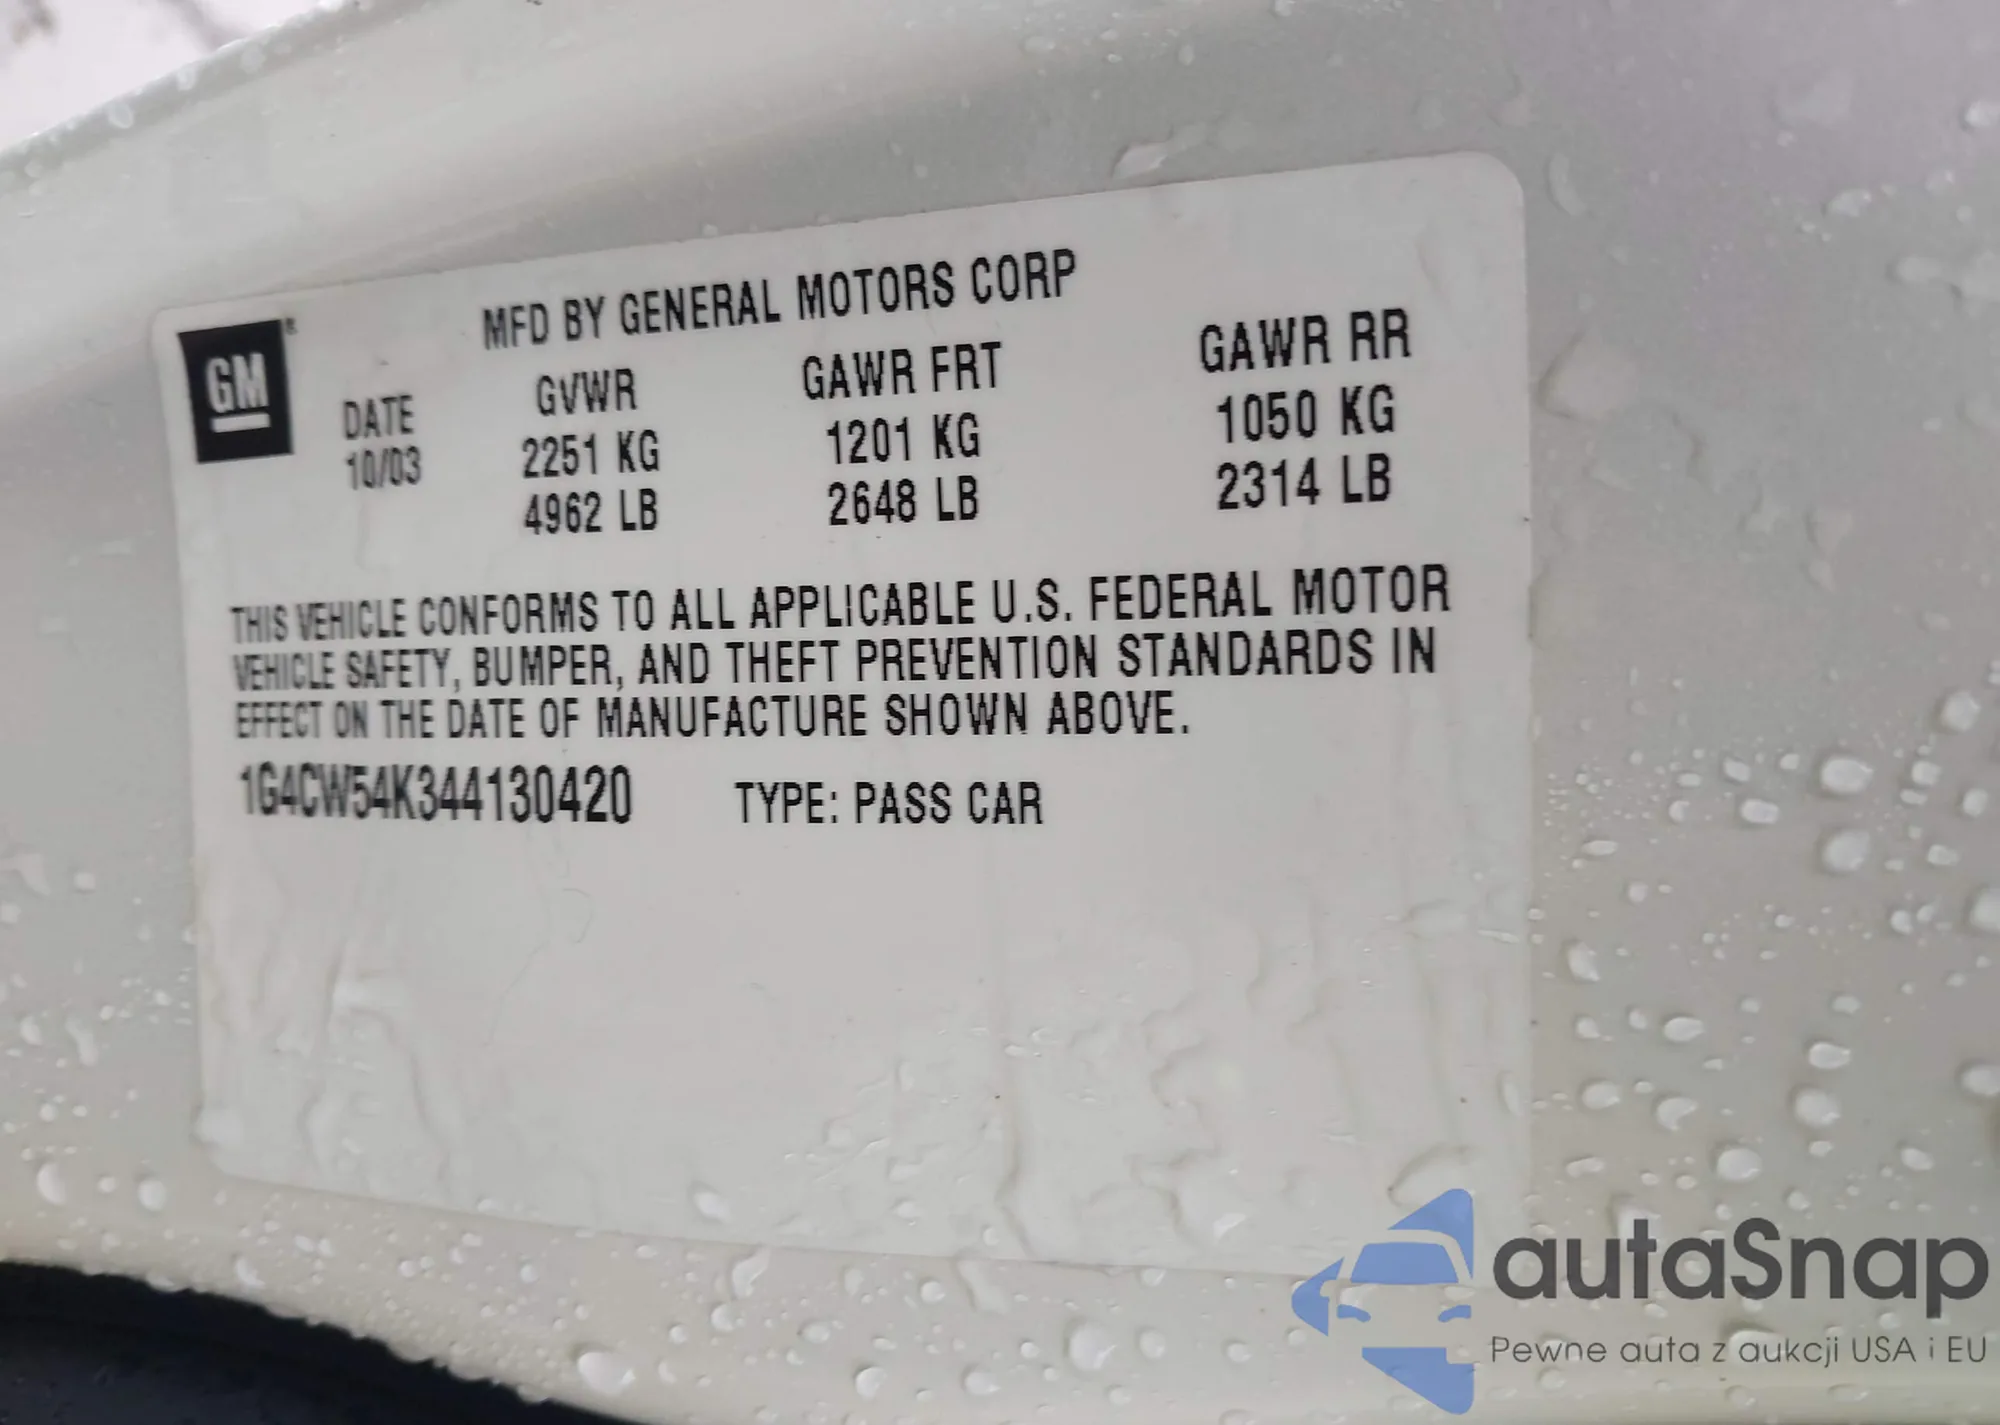 GM®
MFD BY GENERAL MOTORS CORP
DATE GVWR GAWR FRT GAWR RR
10/03 2251 KG 1201 KG 1050 KG
4962 LB 2648 LB 2314 LB
THIS VEHICLE CONFORMS TO ALL APPLICABLE U.S. FEDERAL MOTOR
VEHICLE SAFETY, BUMPER, AND THEFT PREVENTION STANDARDS IN
EFFECT ON THE DATE OF MANUFACTURE SHOWN ABOVE.
1G4CW54K344130420 TYPE: PASS CAR
autaSnap
Pewne auta z aukcji USA i EU